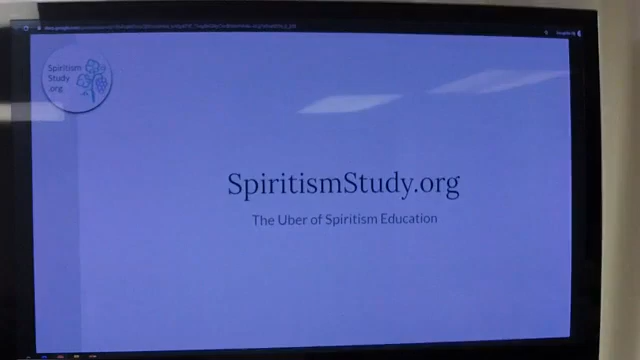 Spiritism
Study
.org
SpiritismStudy.org
The Uber of Spiritism Education